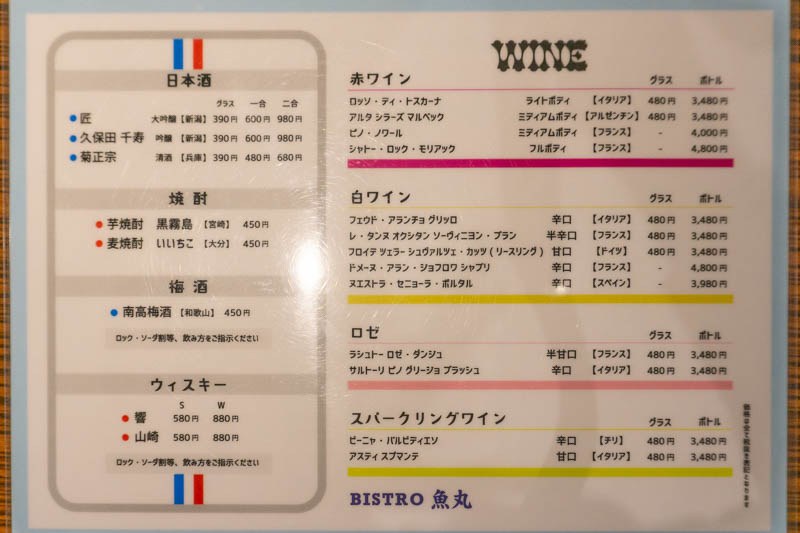 日本酒
グラス 一合 二合
匠 大吟醸【新潟】 390円 600円 980円
久保田 千寿 吟醸【新潟】 390円 600円 980円
菊正宗 清酒【兵庫】 390円 480円 680円
焼酎
芋焼酎 黒霧島【宮崎】 450円
麦焼酎 いいちこ【大分】 450円
梅酒
南高梅酒【和歌山】 450円
ロック・ソーダ割等、飲み方をご指示ください
ウィスキー
S W
響 580円 880円
山崎 580円 880円
ロック・ソーダ割等、飲み方をご指示ください
WINE
赤ワイン グラス ボトル
ロッソ・ディ・トスカーナ ライトボディ 【イタリア】 480円 3,480円
アルタ シラーズ マルベック ミディアムボディ【アルゼンチン】 480円 3,480円
ピノ・ノワール ミディアムボディ 【フランス】 - 4,000円
シャトー・ロック・モリアック フルボディ 【フランス】 - 4,800円
白ワイン グラス ボトル
フェウド・アランチョ グリッロ 辛口 【イタリア】 480円 3,480円
レ・タンヌ オクシタン ソーヴィニヨン・ブラン 半辛口 【フランス】 480円 3,480円
フロイデ ツェラー シュヴァルツェ・カッツ(リースリング) 甘口 【ドイツ】 480円 3,480円
ドメーヌ・アラン・ジョフロワ シャブリ 辛口 【フランス】 - 4,800円
ヌエストラ・セニョーラ・ポルタル 辛口 【スペイン】 - 3,980円
ロゼ グラス ボトル
ラシュトー ロゼ・ダンジュ 半甘口 【フランス】 480円 3,480円
サルトーリ ピノ グリージョ ブラッシュ 辛口 【イタリア】 480円 3,480円
スパークリングワイン グラス ボトル
ビーニャ・バルディビエソ 辛口 【チリ】 480円 3,480円
アスティ スプマンテ 甘口 【イタリア】 480円 3,480円
BISTRO 魚丸
価格は全て税抜き表記となります